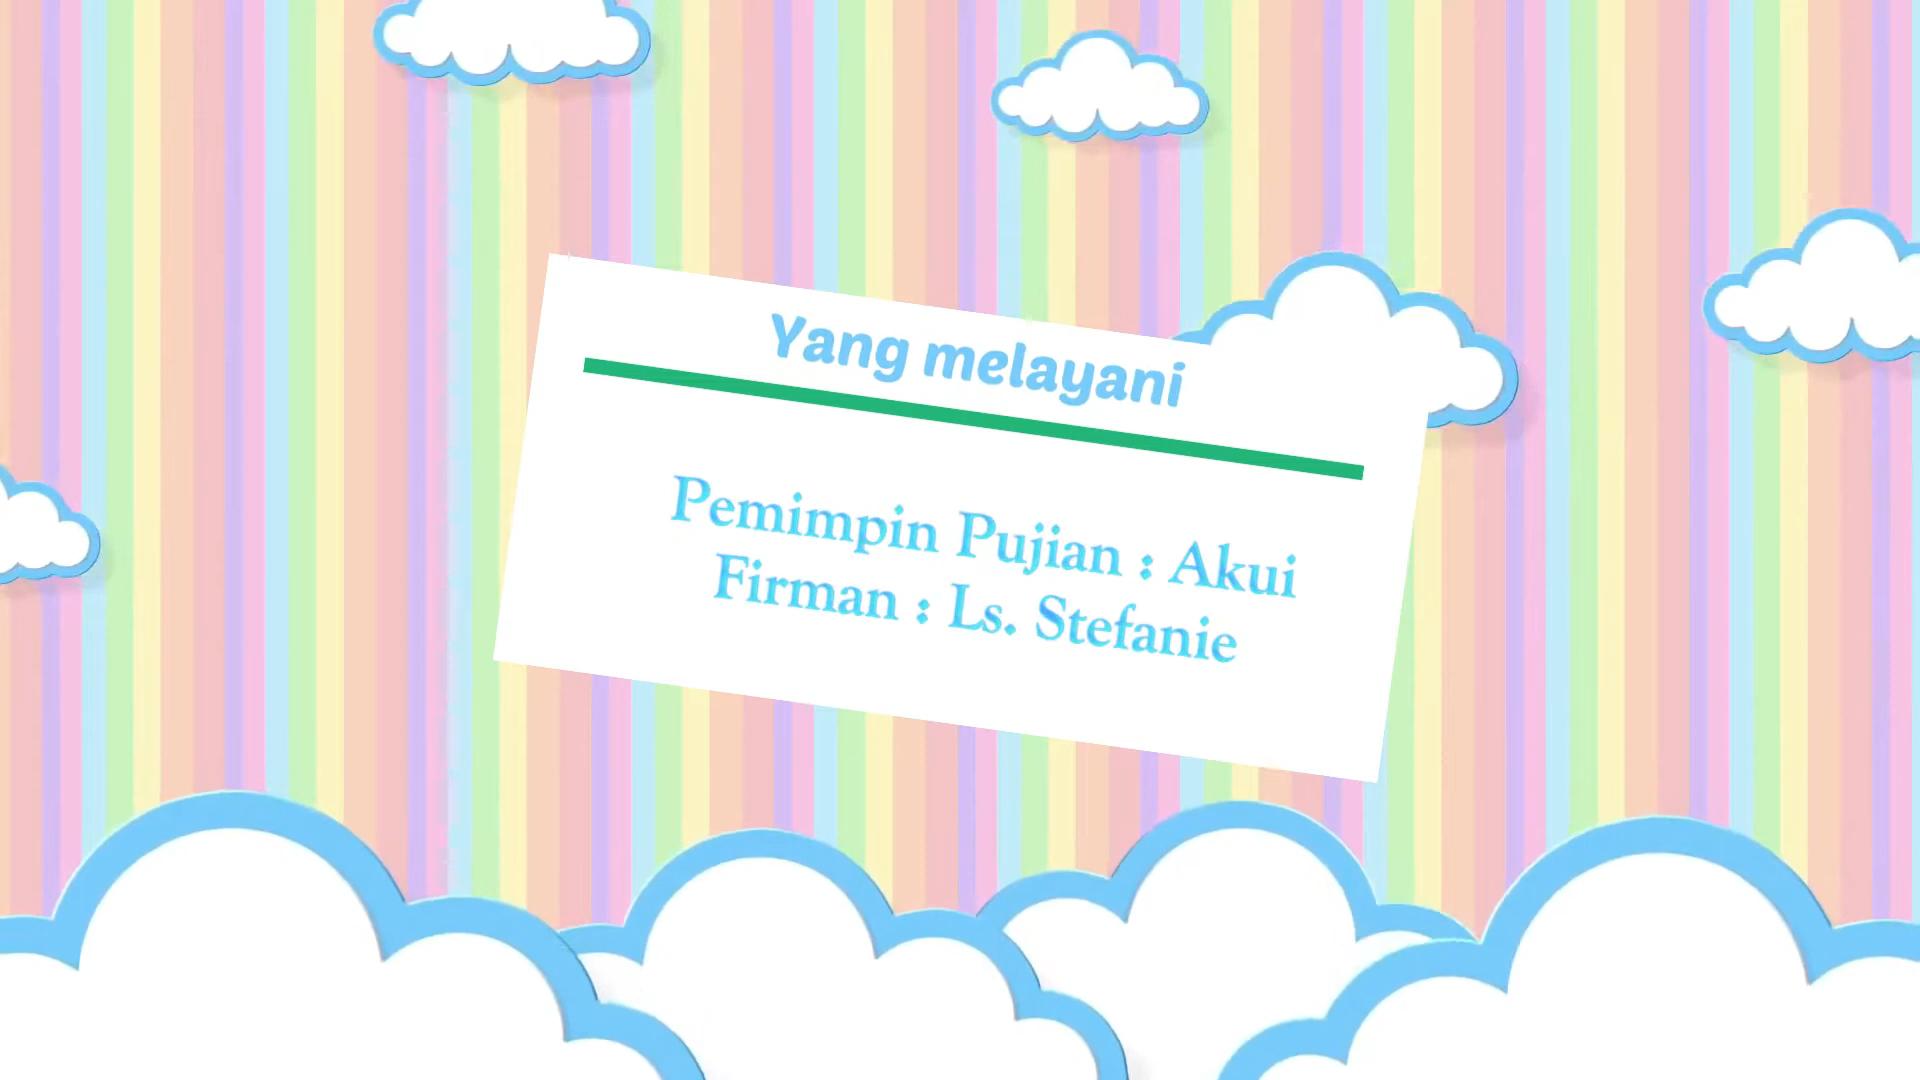 Yang melayani
Pemimpin Pujian : Akui
Firman : Ls. Stefanie